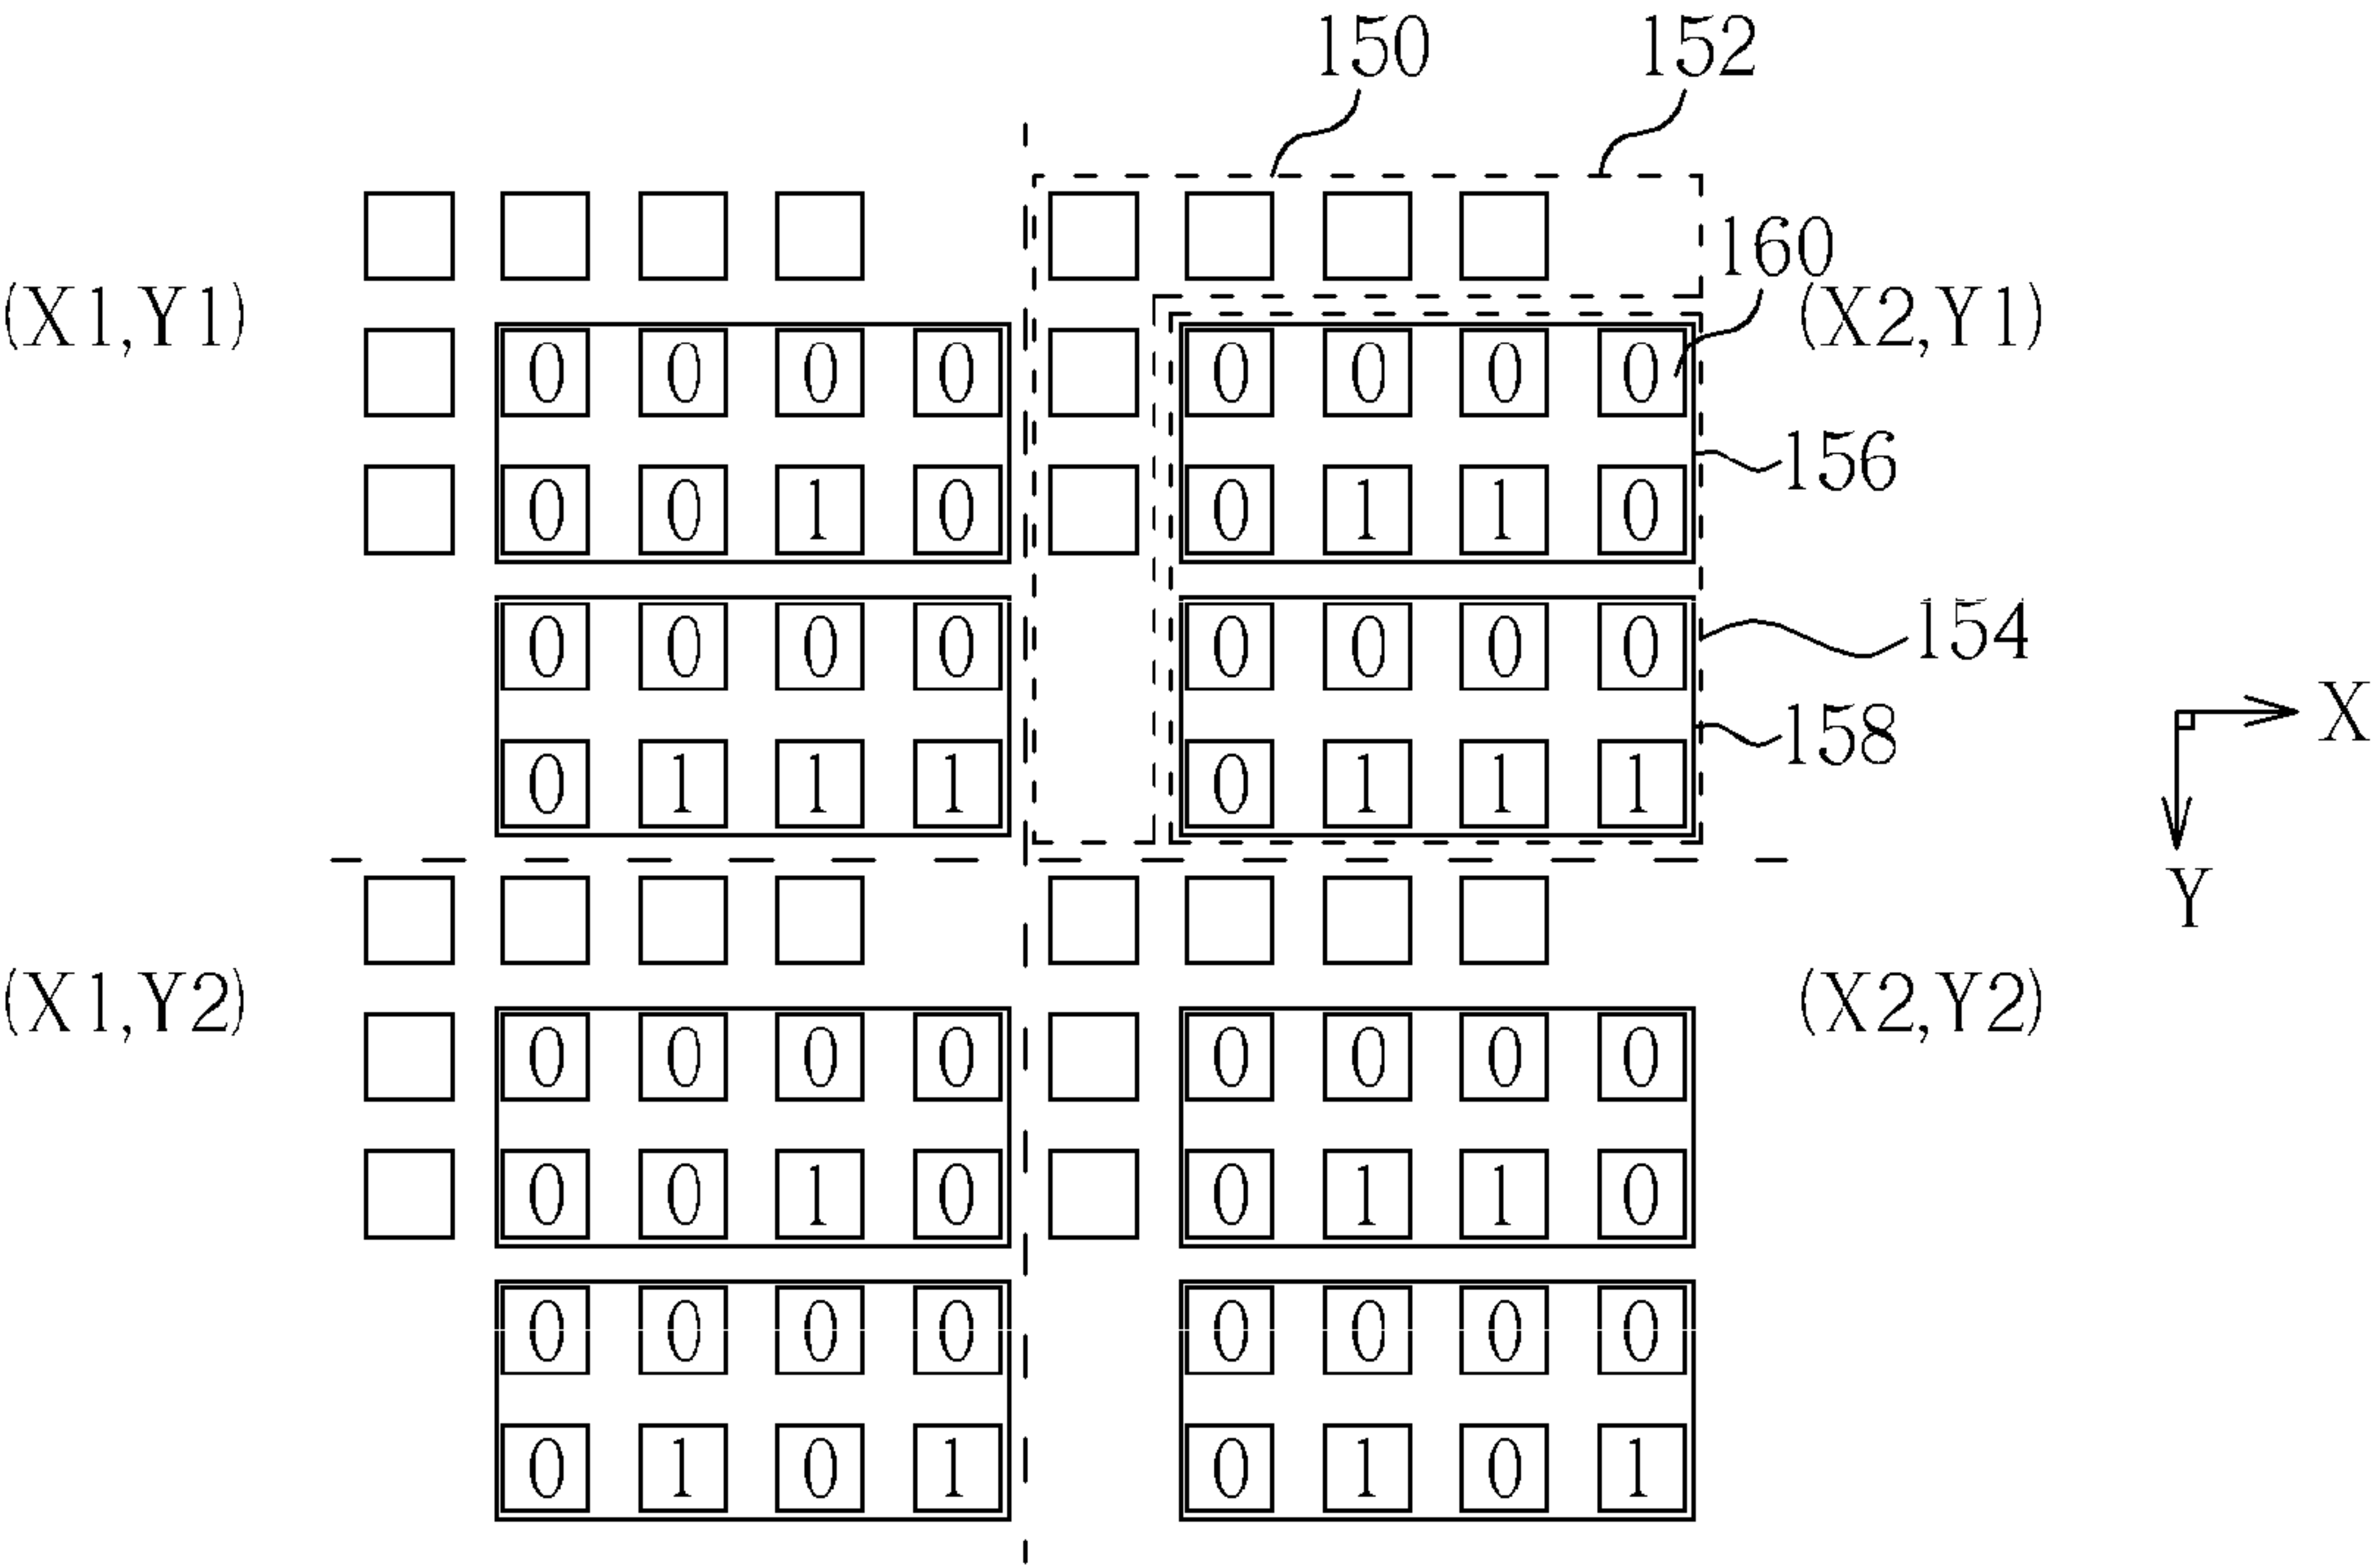 150 152
160
(X1,Y1) (X2,Y1)
0 0 0 0 0 0 0 0
156
0 0 1 0 0 1 1 0
0 0 0 0 0 0 0 0
154
X
158
0 1 1 1 0 1 1 1
Y
(X1,Y2) (X2,Y2)
0 0 0 0 0 0 0 0
0 0 1 0 0 1 1 0
0 0 0 0 0 0 0 0
0 1 0 1 0 1 0 1